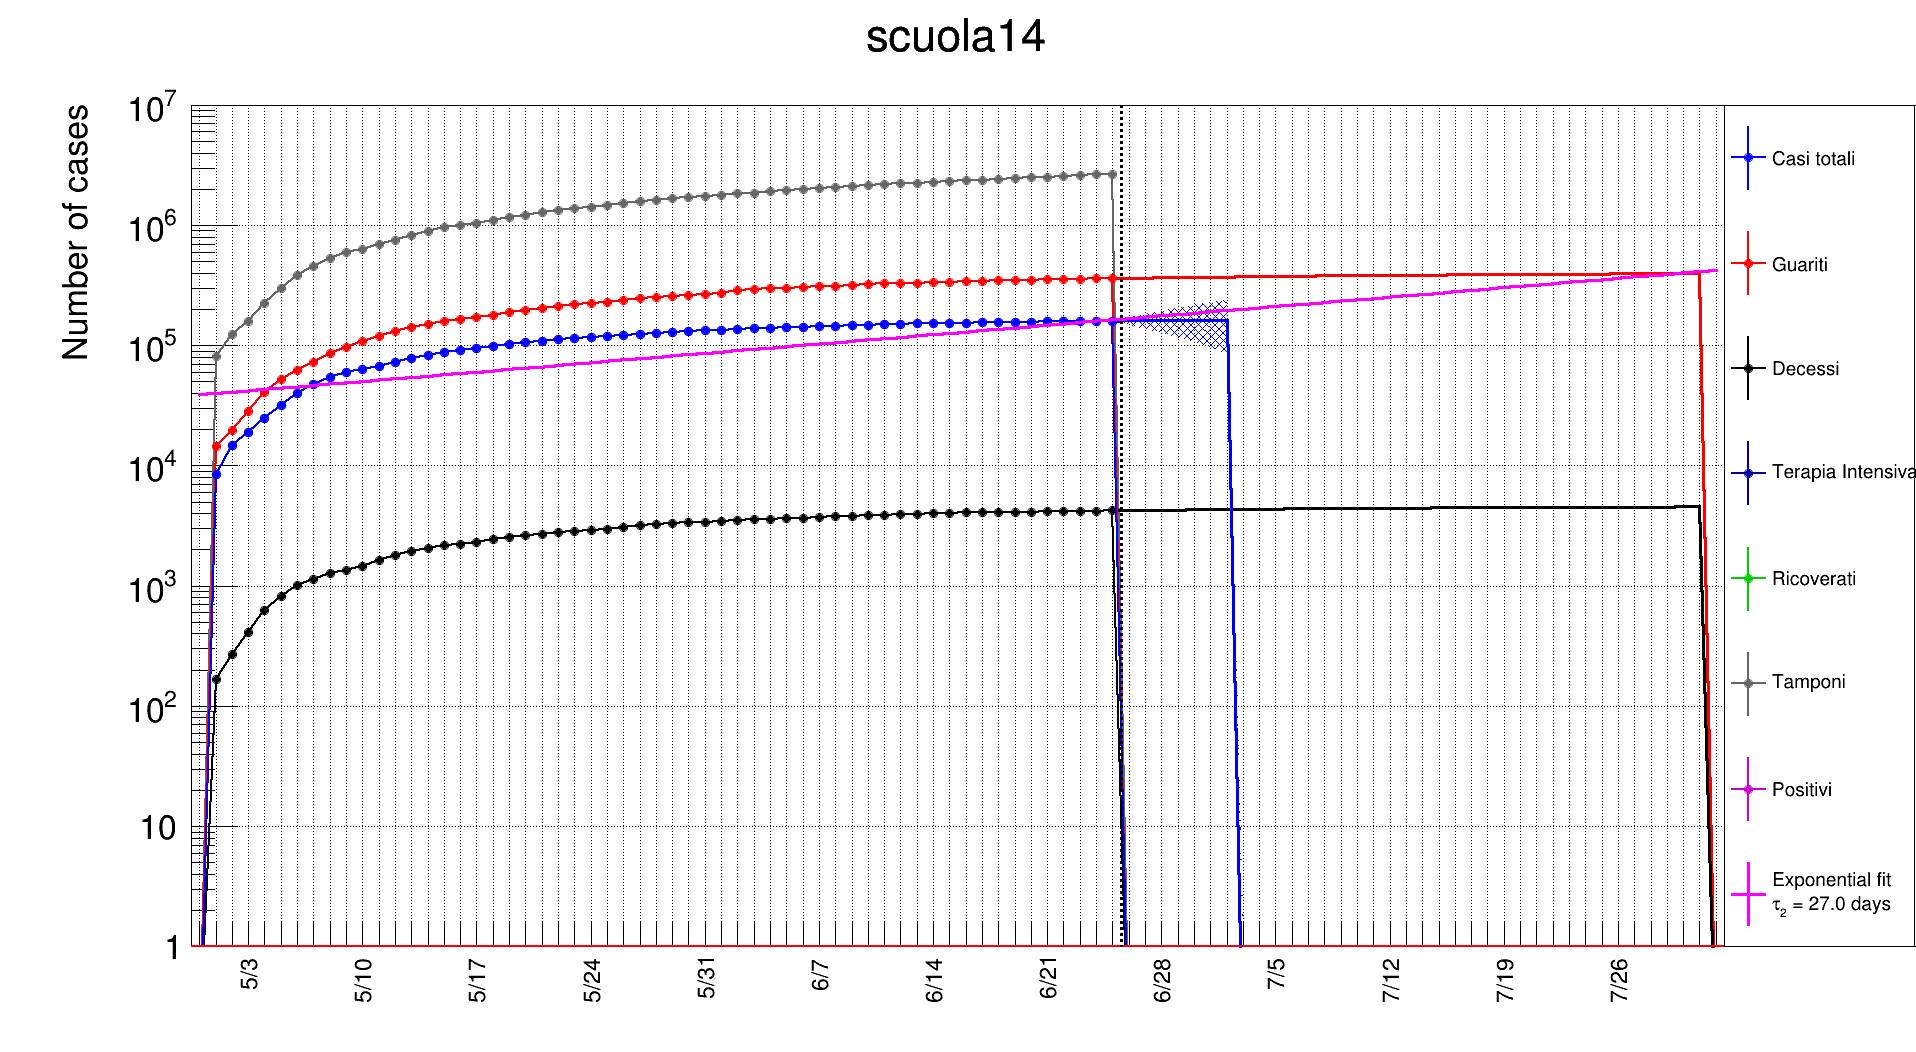 scuola14
Number of cases
10^7
10^6
10^5
10^4
10^3
10^2
10
1
5/3
5/10
5/17
5/24
5/31
6/7
6/14
6/21
6/28
7/5
7/12
7/19
7/26
Casi totali
Guariti
Decessi
Terapia Intensiva
Ricoverati
Tamponi
Positivi
Exponential fit
τ₂ = 27.0 days